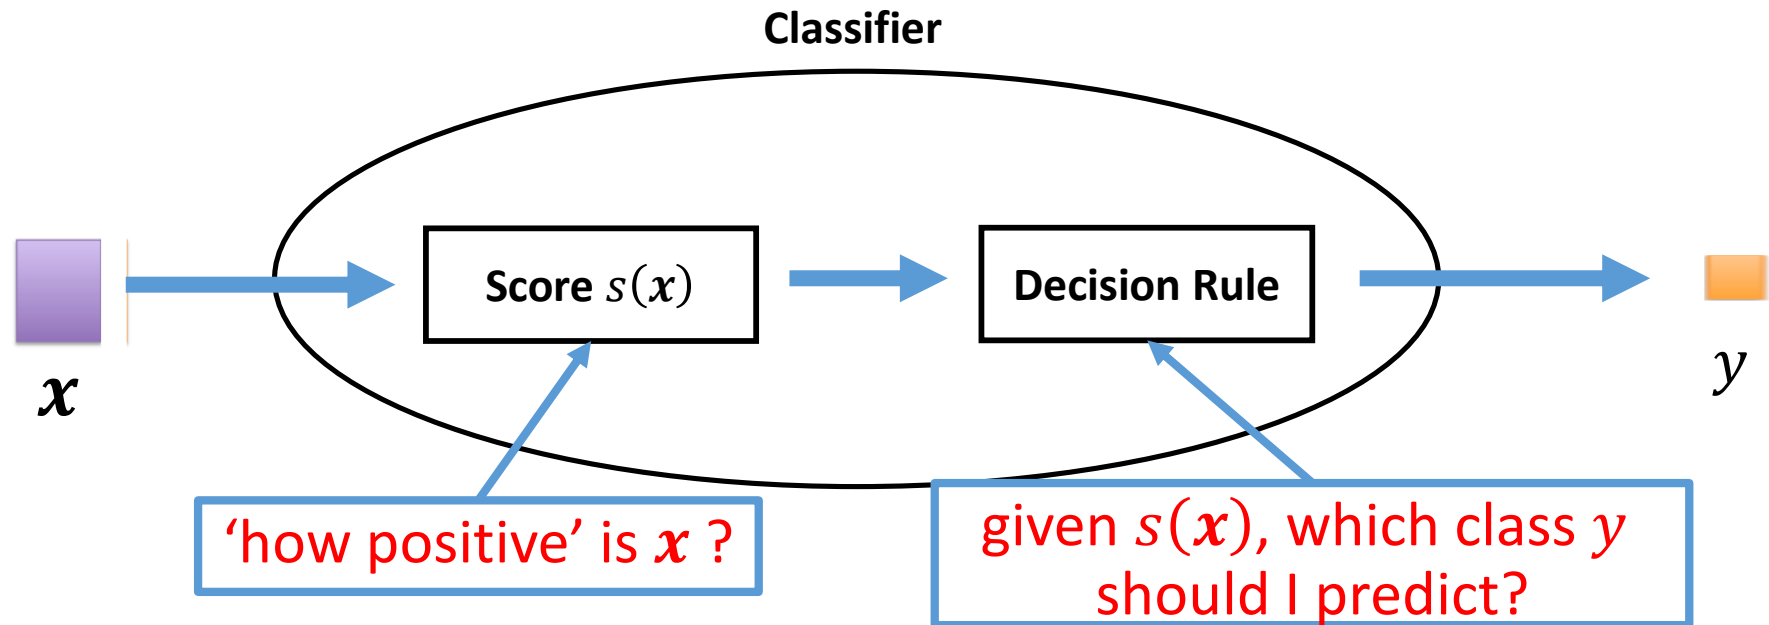 Classifier
Score s(x)
Decision Rule
x
y
‘how positive’ is x ?
given s(x), which class y
should I predict?